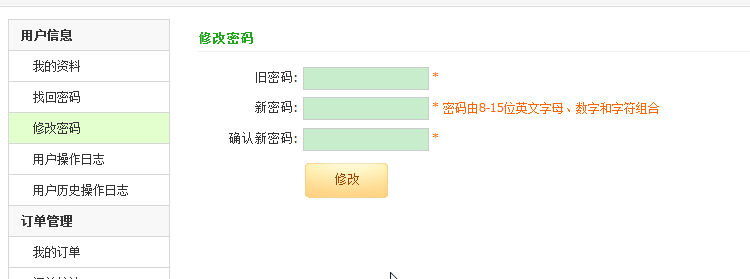 用户信息
我的资料
找回密码
修改密码
用户操作日志
用户历史操作日志
订单管理
我的订单
修改密码
旧密码: *
新密码: * 密码由8-15位英文字母、数字和字符组合
确认新密码: *
修改